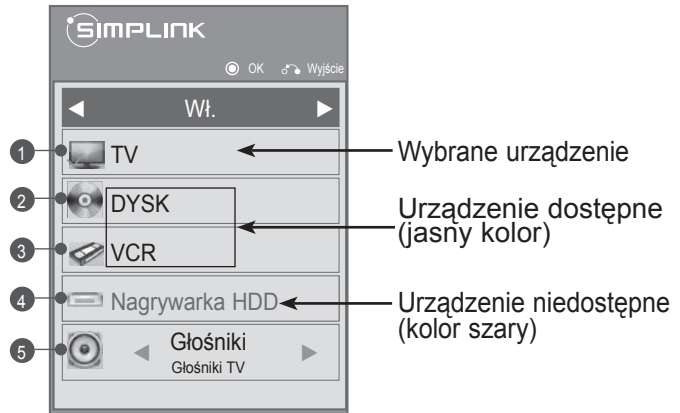 SIMPLINK
OK Wyjście
Wł.
1 TV
Wybrane urządzenie
2 DYSK
Urządzenie dostępne
(jasny kolor)
3 VCR
4 Nagrywarka HDD
Urządzenie niedostępne
(kolor szary)
5 Głośniki
Głośniki TV